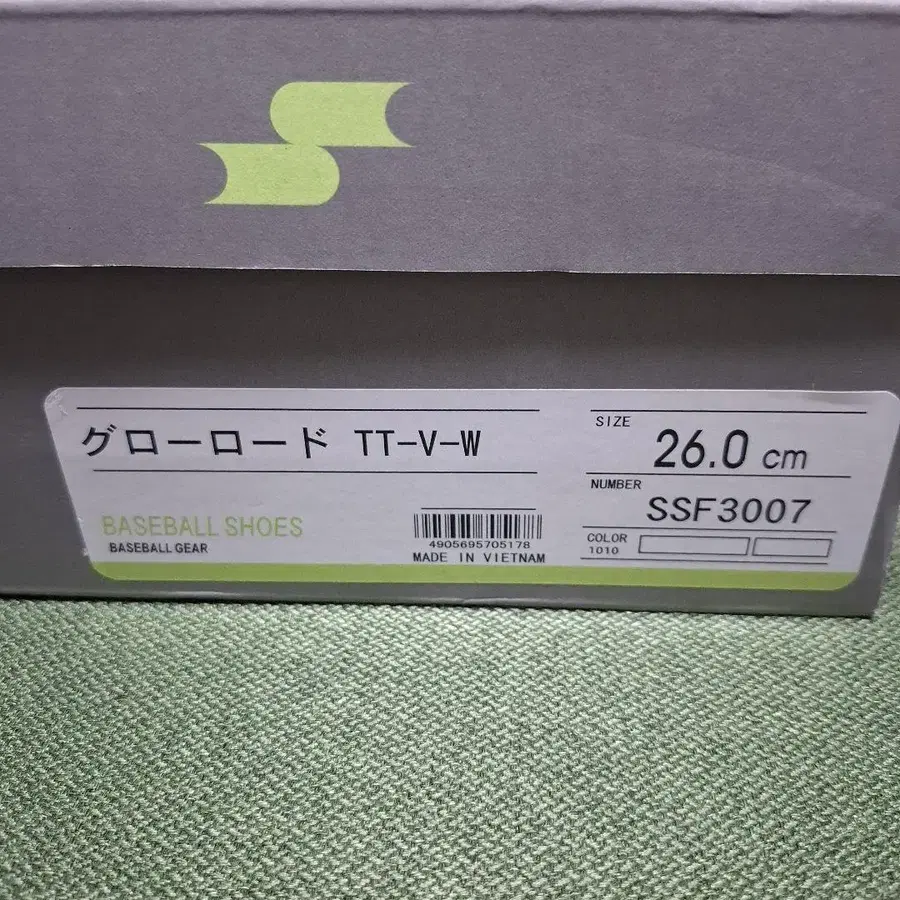 グローロード TT-V-W
BASEBALL SHOES
BASEBALL GEAR
4905695705178
MADE IN VIETNAM
SIZE
26.0 cm
NUMBER
SSF3007
COLOR
1010